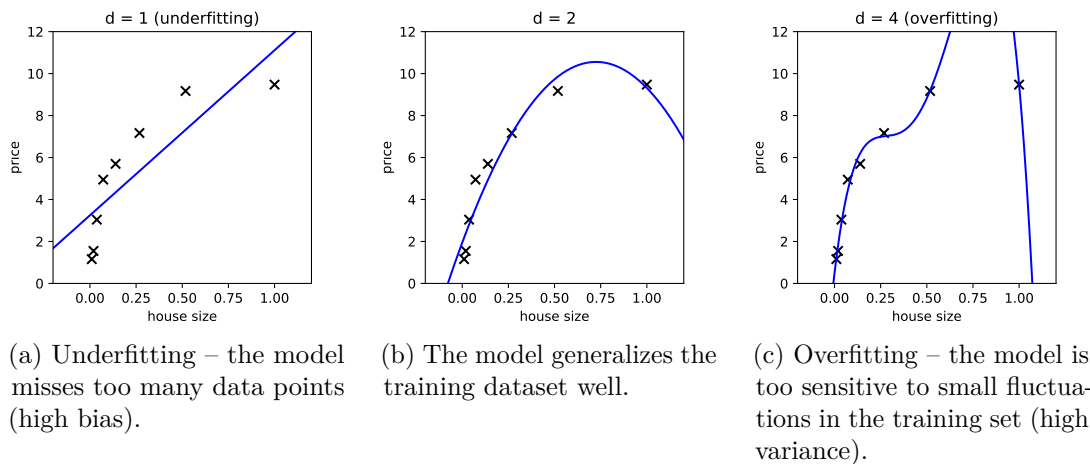 d = 1 (underfitting)
12
10
8
6
4
2
0
price
0.00 0.25 0.50 0.75 1.00
house size
d = 2
12
10
8
6
4
2
0
price
0.00 0.25 0.50 0.75 1.00
house size
d = 4 (overfitting)
12
10
8
6
4
2
0
price
0.00 0.25 0.50 0.75 1.00
house size
(a) Underfitting – the model
misses too many data points
(high bias).
(b) The model generalizes the
training dataset well.
(c) Overfitting – the model is
too sensitive to small fluctua-
tions in the training set (high
variance).